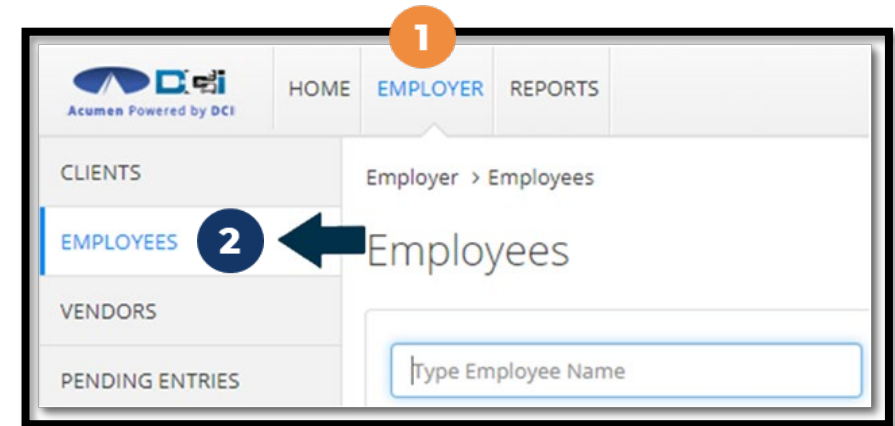 1
DCI
Acumen Powered by DCI
HOME EMPLOYER REPORTS
CLIENTS
Employer > Employees
EMPLOYEES 2
Employees
VENDORS
Type Employee Name
PENDING ENTRIES